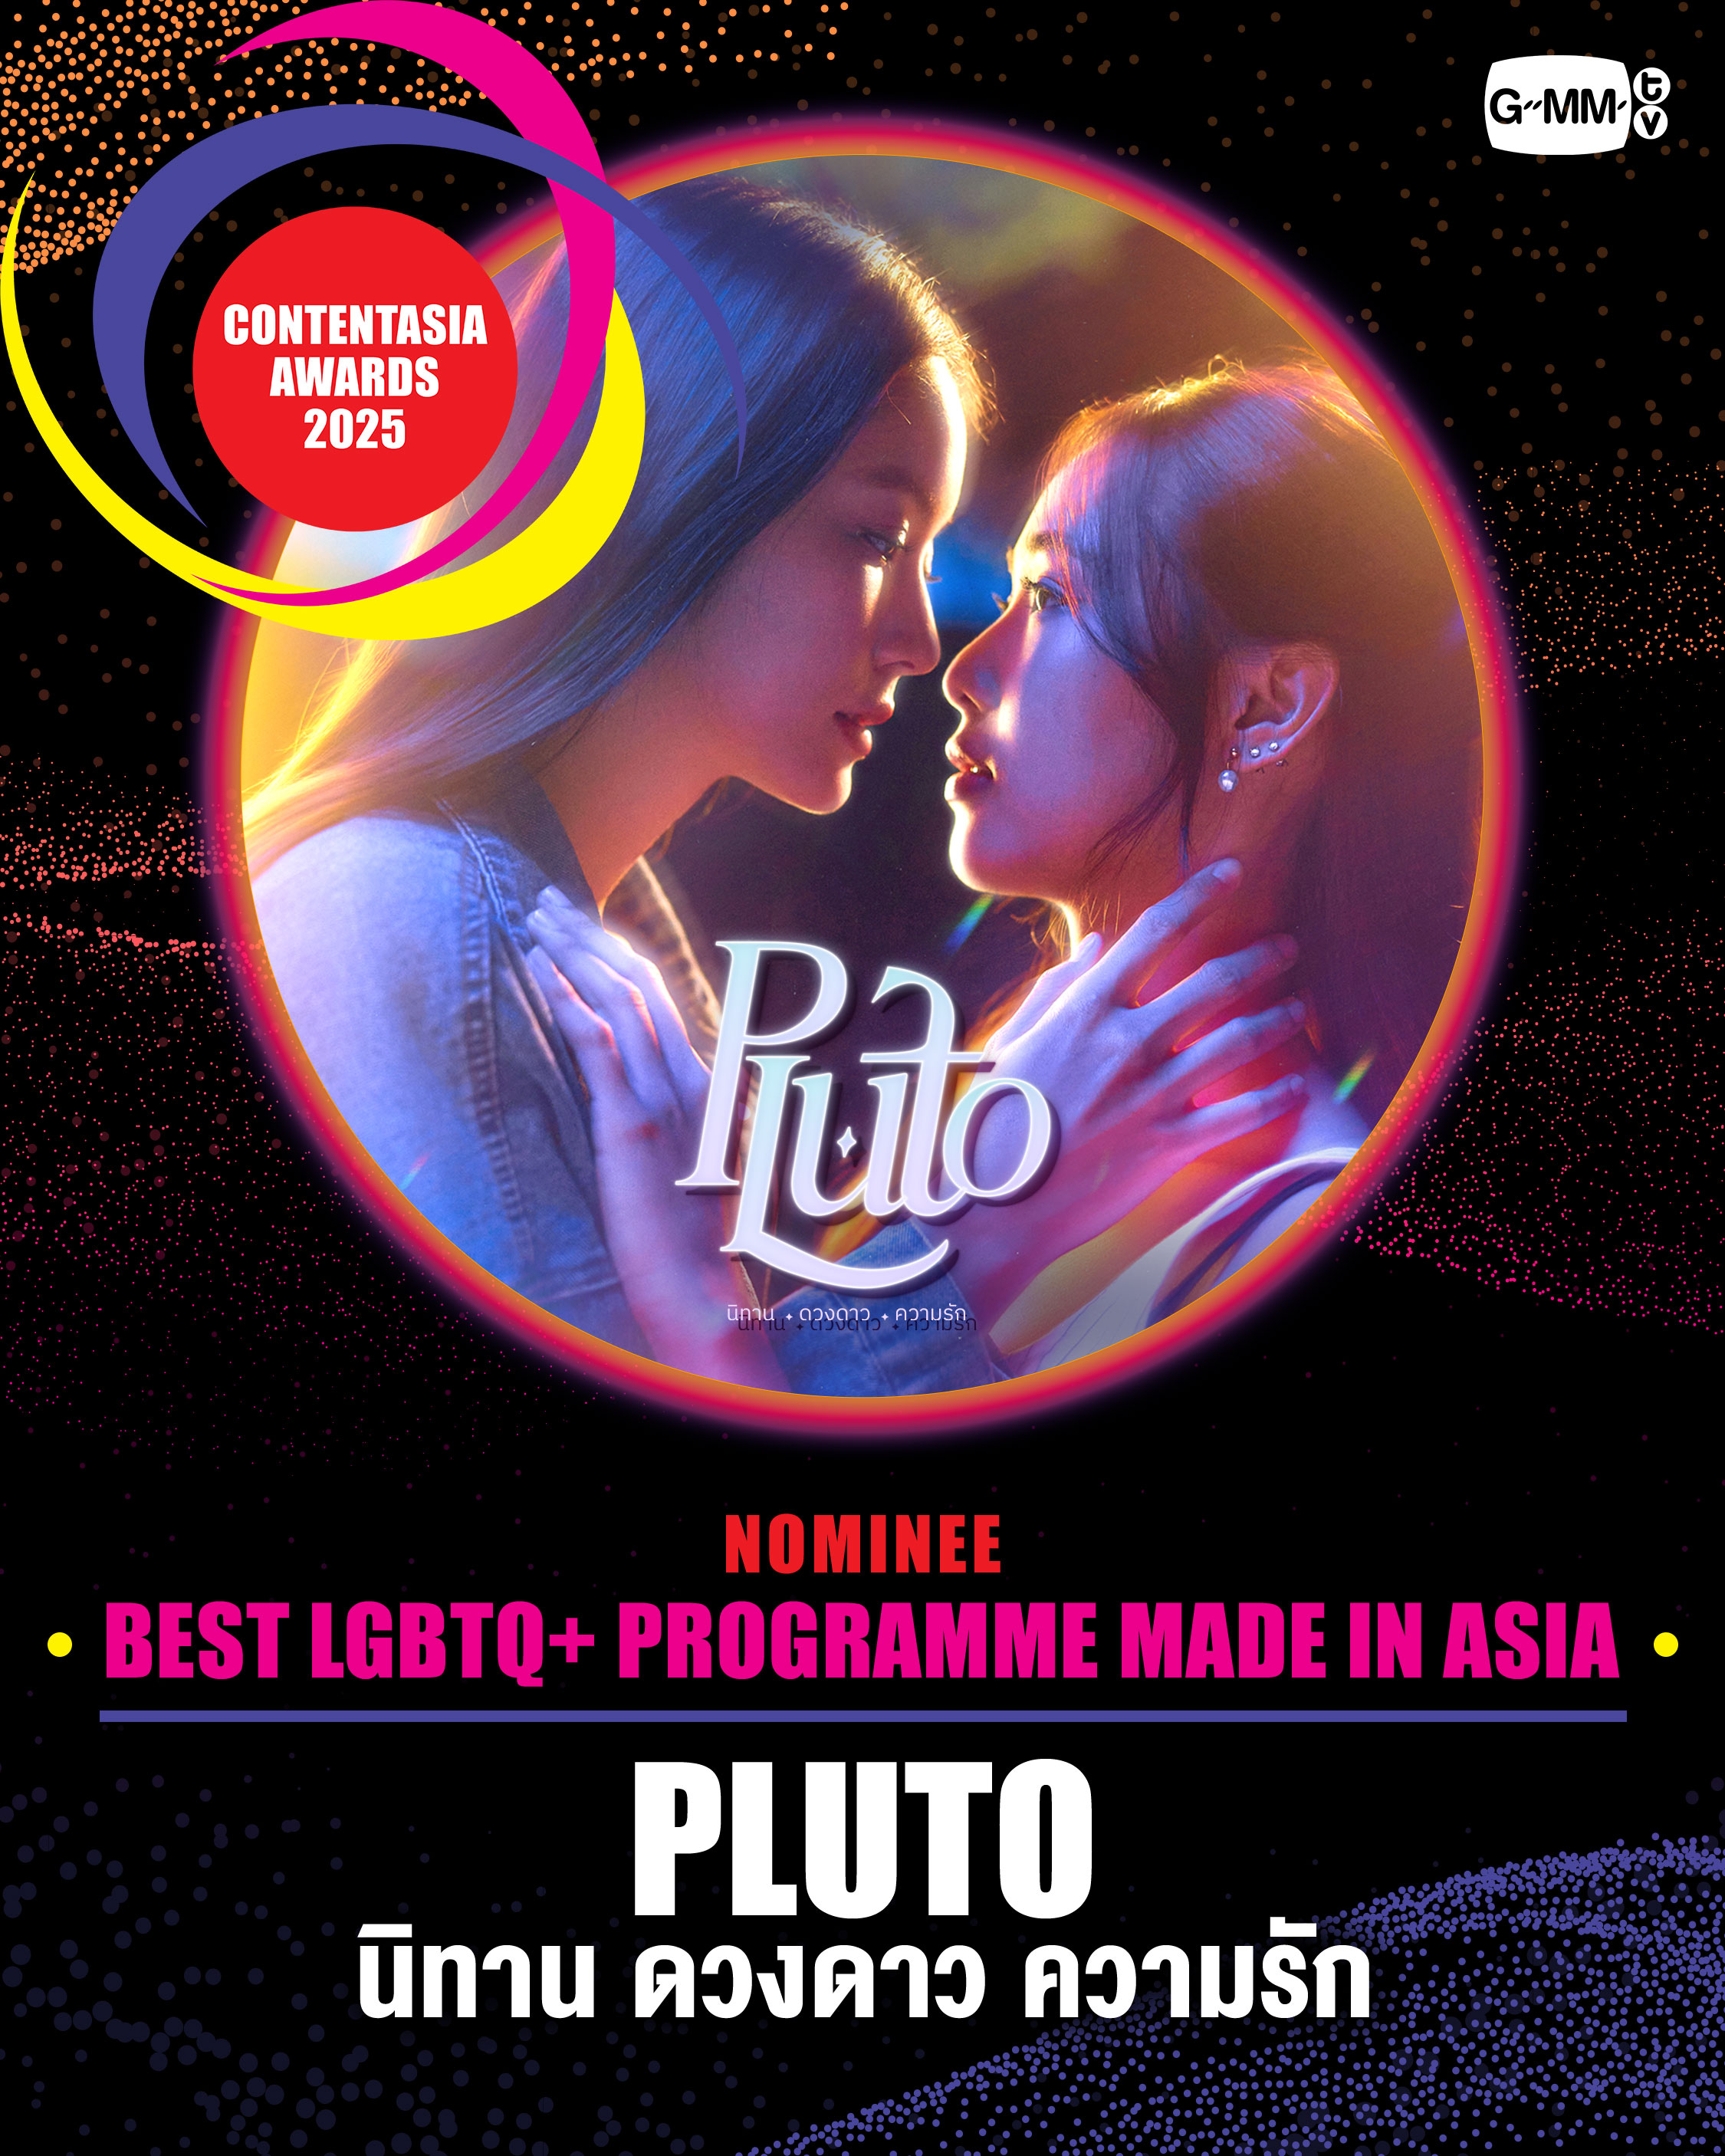 CONTENTASIA
AWARDS
2025
GMM tv
PLuto
นิทาน ✦ ดวงดาว ✦ ความรัก
NOMINEE
• BEST LGBTQ+ PROGRAMME MADE IN ASIA •
PLUTO
นิทาน ดวงดาว ความรัก